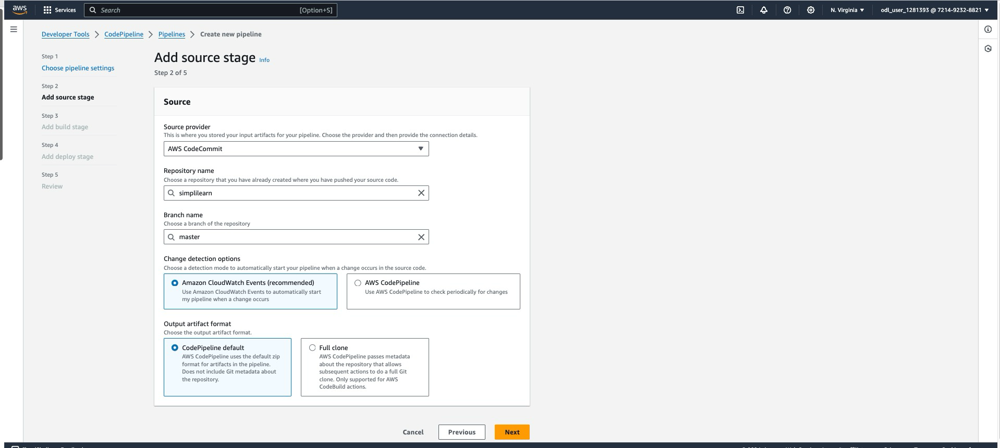 aws
Services
Search
[Option+S]
N. Virginia
odl_user_1281393 @ 7214-9232-8821
Developer Tools
CodePipeline
Pipelines
Create new pipeline
Step 1
Choose pipeline settings
Step 2
Add source stage
Step 3
Add build stage
Step 4
Add deploy stage
Step 5
Review
Add source stage Info
Step 2 of 5
Source
Source provider
This is where you stored your input artifacts for your pipeline. Choose the provider and then provide the connection details.
AWS CodeCommit
Repository name
Choose a repository that you have already created where you have pushed your source code.
simplilearn
Branch name
Choose a branch of the repository
master
Change detection options
Choose a detection mode to automatically start your pipeline when a change occurs in the source code.
Amazon CloudWatch Events (recommended)
Use Amazon CloudWatch Events to automatically start
my pipeline when a change occurs
AWS CodePipeline
Use AWS CodePipeline to check periodically for changes
Output artifact format
Choose the output artifact format.
CodePipeline default
AWS CodePipeline uses the default zip
format for artifacts in the pipeline.
Does not include Git metadata about
the repository.
Full clone
AWS CodePipeline passes metadata
about the repository that allows
subsequent actions to do a full Git
clone. Only supported for AWS
CodeBuild actions.
Cancel
Previous
Next